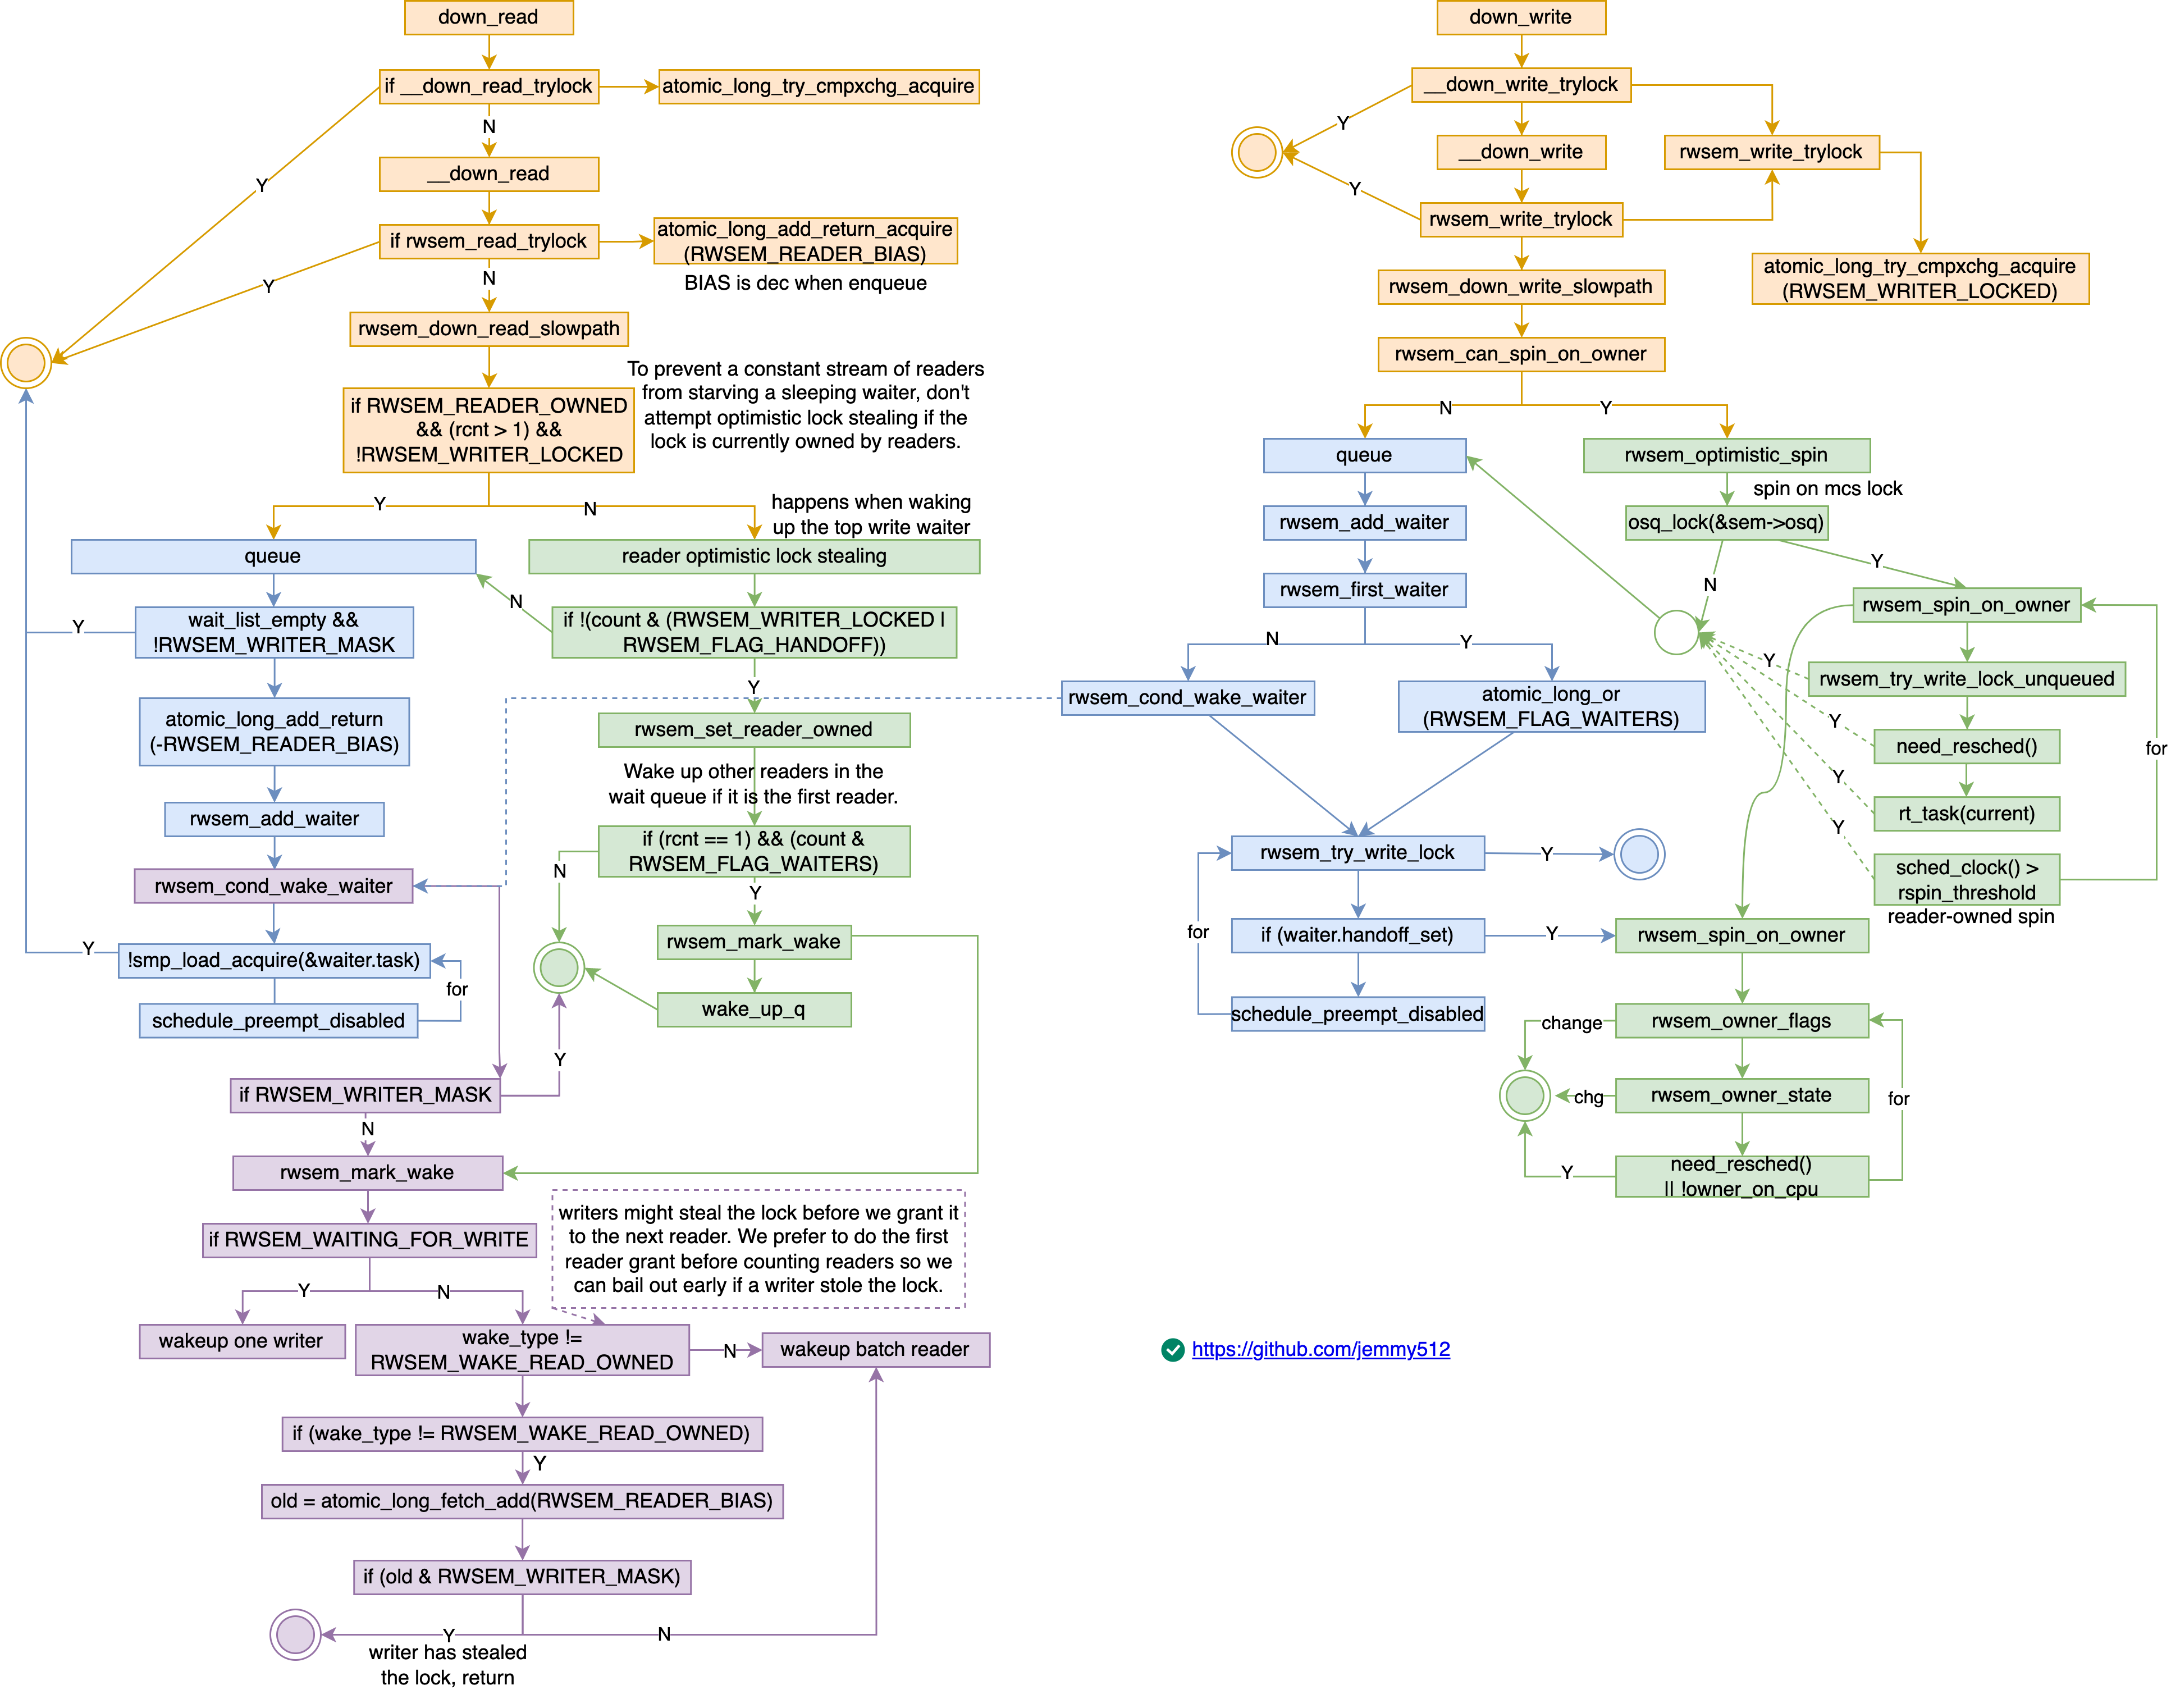 down_read
if __down_read_trylock
atomic_long_try_cmpxchg_acquire
N
Y
__down_read
if rwsem_read_trylock
atomic_long_add_return_acquire
(RWSEM_READER_BIAS)
BIAS is dec when enqueue
N
Y
rwsem_down_read_slowpath
To prevent a constant stream of readers
from starving a sleeping waiter, don't
attempt optimistic lock stealing if the
lock is currently owned by readers.
if RWSEM_READER_OWNED
&& (rcnt > 1) &&
!RWSEM_WRITER_LOCKED
Y
N
happens when waking
up the top write waiter
queue
reader optimistic lock stealing
N
wait_list_empty &&
!RWSEM_WRITER_MASK
Y
if !(count & (RWSEM_WRITER_LOCKED |
RWSEM_FLAG_HANDOFF))
Y
atomic_long_add_return
(-RWSEM_READER_BIAS)
rwsem_set_reader_owned
Wake up other readers in the
wait queue if it is the first reader.
rwsem_add_waiter
if (rcnt == 1) && (count &
RWSEM_FLAG_WAITERS)
N
Y
rwsem_cond_wake_waiter
rwsem_mark_wake
Y
!smp_load_acquire(&waiter.task)
for
schedule_preempt_disabled
wake_up_q
Y
if RWSEM_WRITER_MASK
N
rwsem_mark_wake
if RWSEM_WAITING_FOR_WRITE
writers might steal the lock before we grant it
to the next reader. We prefer to do the first
reader grant before counting readers so we
can bail out early if a writer stole the lock.
Y
N
wakeup one writer
wake_type !=
RWSEM_WAKE_READ_OWNED
N
wakeup batch reader
if (wake_type != RWSEM_WAKE_READ_OWNED)
Y
old = atomic_long_fetch_add(RWSEM_READER_BIAS)
if (old & RWSEM_WRITER_MASK)
Y
N
writer has stealed
the lock, return
down_write
__down_write_trylock
Y
__down_write
rwsem_write_trylock
Y
rwsem_write_trylock
rwsem_down_write_slowpath
atomic_long_try_cmpxchg_acquire
(RWSEM_WRITER_LOCKED)
rwsem_can_spin_on_owner
N
Y
queue
rwsem_optimistic_spin
spin on mcs lock
rwsem_add_waiter
osq_lock(&sem->osq)
N
Y
rwsem_first_waiter
rwsem_spin_on_owner
N
Y
Y
rwsem_try_write_lock_unqueued
rwsem_cond_wake_waiter
atomic_long_or
(RWSEM_FLAG_WAITERS)
Y
need_resched()
for
Y
rt_task(current)
Y
rwsem_try_write_lock
Y
sched_clock() >
rspin_threshold
reader-owned spin
for
if (waiter.handoff_set)
Y
rwsem_spin_on_owner
schedule_preempt_disabled
change
rwsem_owner_flags
chg
rwsem_owner_state
for
Y
need_resched()
|| !owner_on_cpu
https://github.com/jemmy512